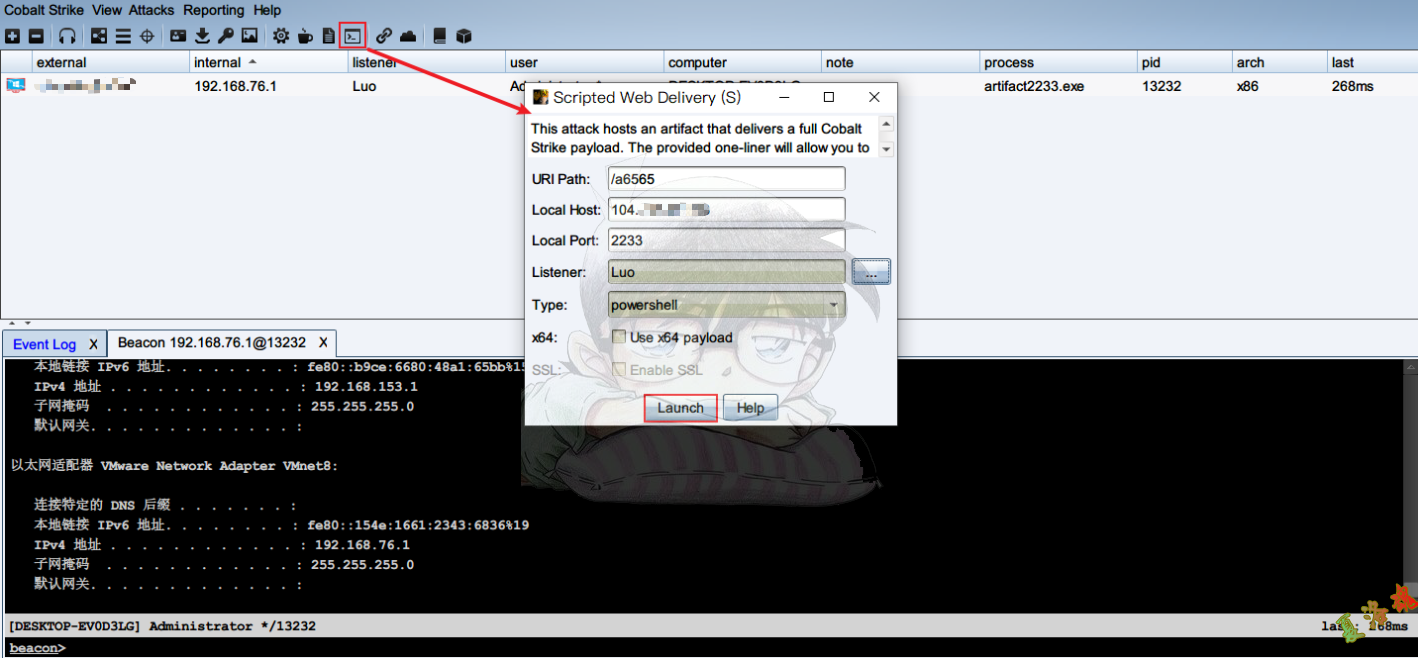 Cobalt Strike View Attacks Reporting Help
external internal listener user computer note process pid arch last
192.168.76.1 Luo artifact2233.exe 13232 x86 268ms
Scripted Web Delivery (S)
This attack hosts an artifact that delivers a full Cobalt
Strike payload. The provided one-liner will allow you to
URI Path: /a6565
Local Host: 104.
Local Port: 2233
Listener: Luo ...
Type: powershell
x64: Use x64 payload
SSL: Enable SSL
Launch Help
Event Log X Beacon 192.168.76.1@13232 X
本地链接 IPv6 地址. . . . . . . . : fe80::b9ce:6680:48a1:65bb%15
IPv4 地址 . . . . . . . . . . . . : 192.168.153.1
子网掩码 . . . . . . . . . . . . : 255.255.255.0
默认网关. . . . . . . . . . . . . :
以太网适配器 VMware Network Adapter VMnet8:
连接特定的 DNS 后缀 . . . . . . . :
本地链接 IPv6 地址. . . . . . . . : fe80::154e:1661:2343:6836%19
IPv4 地址 . . . . . . . . . . . . : 192.168.76.1
子网掩码 . . . . . . . . . . . . : 255.255.255.0
默认网关. . . . . . . . . . . . . :
[DESKTOP-EV0D3LG] Administrator */13232 last: 268ms
beacon>